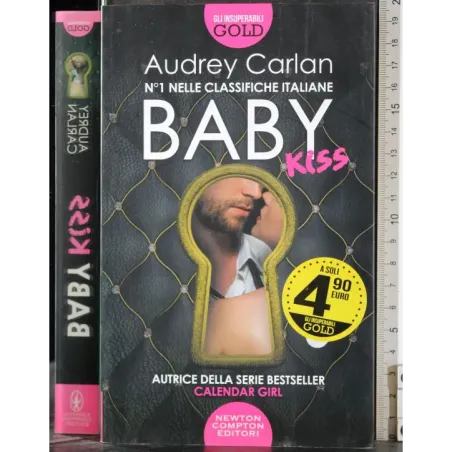 GLI INSUPERABILI
GOLD
Audrey Carlan
N°1 NELLE CLASSIFICHE ITALIANE
BABY
Kiss
A SOLI
4,90
EURO
GLI INSUPERABILI
GOLD
AUTRICE DELLA SERIE BESTSELLER
CALENDAR GIRL
NEWTON
COMPTON
EDITORI
GOLD
AUDREY
CARLAN
BABY Kiss